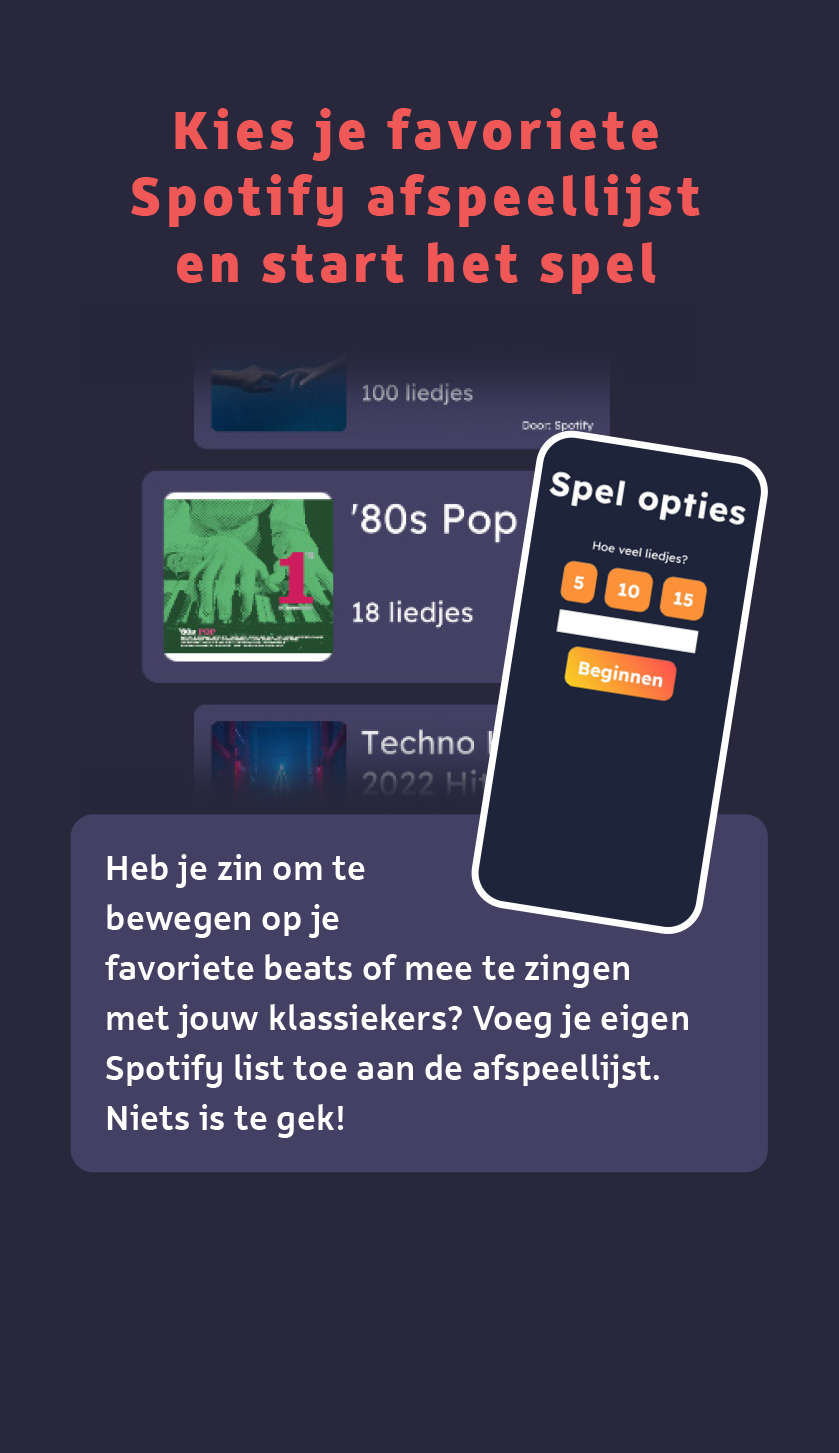 Kies je favoriete
Spotify afspeellijst
en start het spel
100 liedjes
Door: Spotify
'80s Pop
18 liedjes
'80s POP
1
Techno
2022 Hit
Spel opties
Hoe veel liedjes?
5 10 15
Beginnen
Heb je zin om te
bewegen op je
favoriete beats of mee te zingen
met jouw klassiekers? Voeg je eigen
Spotify list toe aan de afspeellijst.
Niets is te gek!